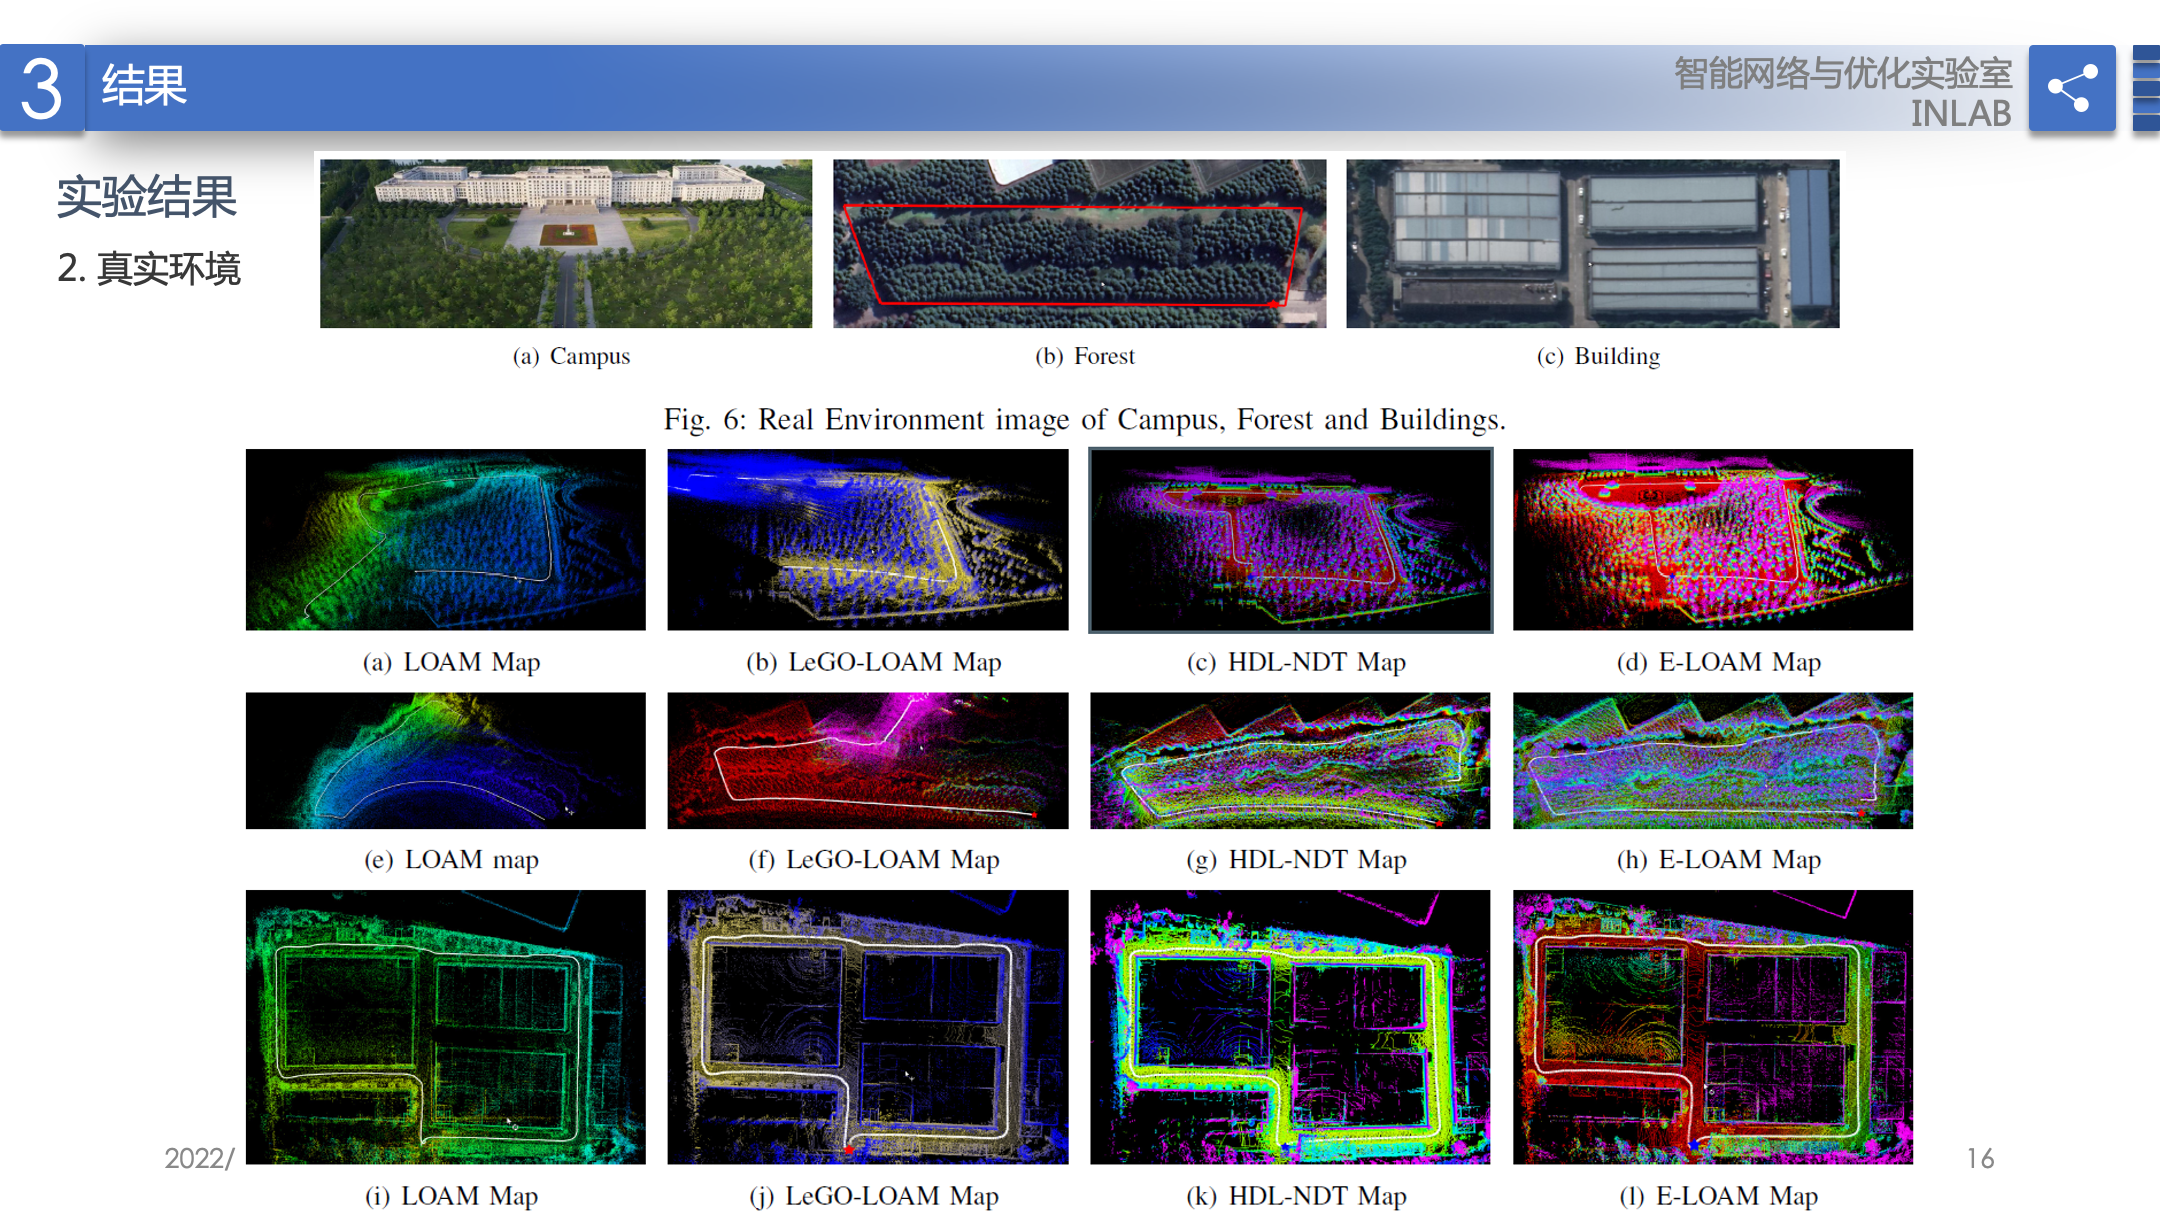 3 结果
智能网络与优化实验室
INLAB
实验结果
2. 真实环境
(a) Campus
(b) Forest
(c) Building
Fig. 6: Real Environment image of Campus, Forest and Buildings.
(a) LOAM Map
(b) LeGO-LOAM Map
(c) HDL-NDT Map
(d) E-LOAM Map
(e) LOAM map
(f) LeGO-LOAM Map
(g) HDL-NDT Map
(h) E-LOAM Map
2022/
16
(i) LOAM Map
(j) LeGO-LOAM Map
(k) HDL-NDT Map
(l) E-LOAM Map